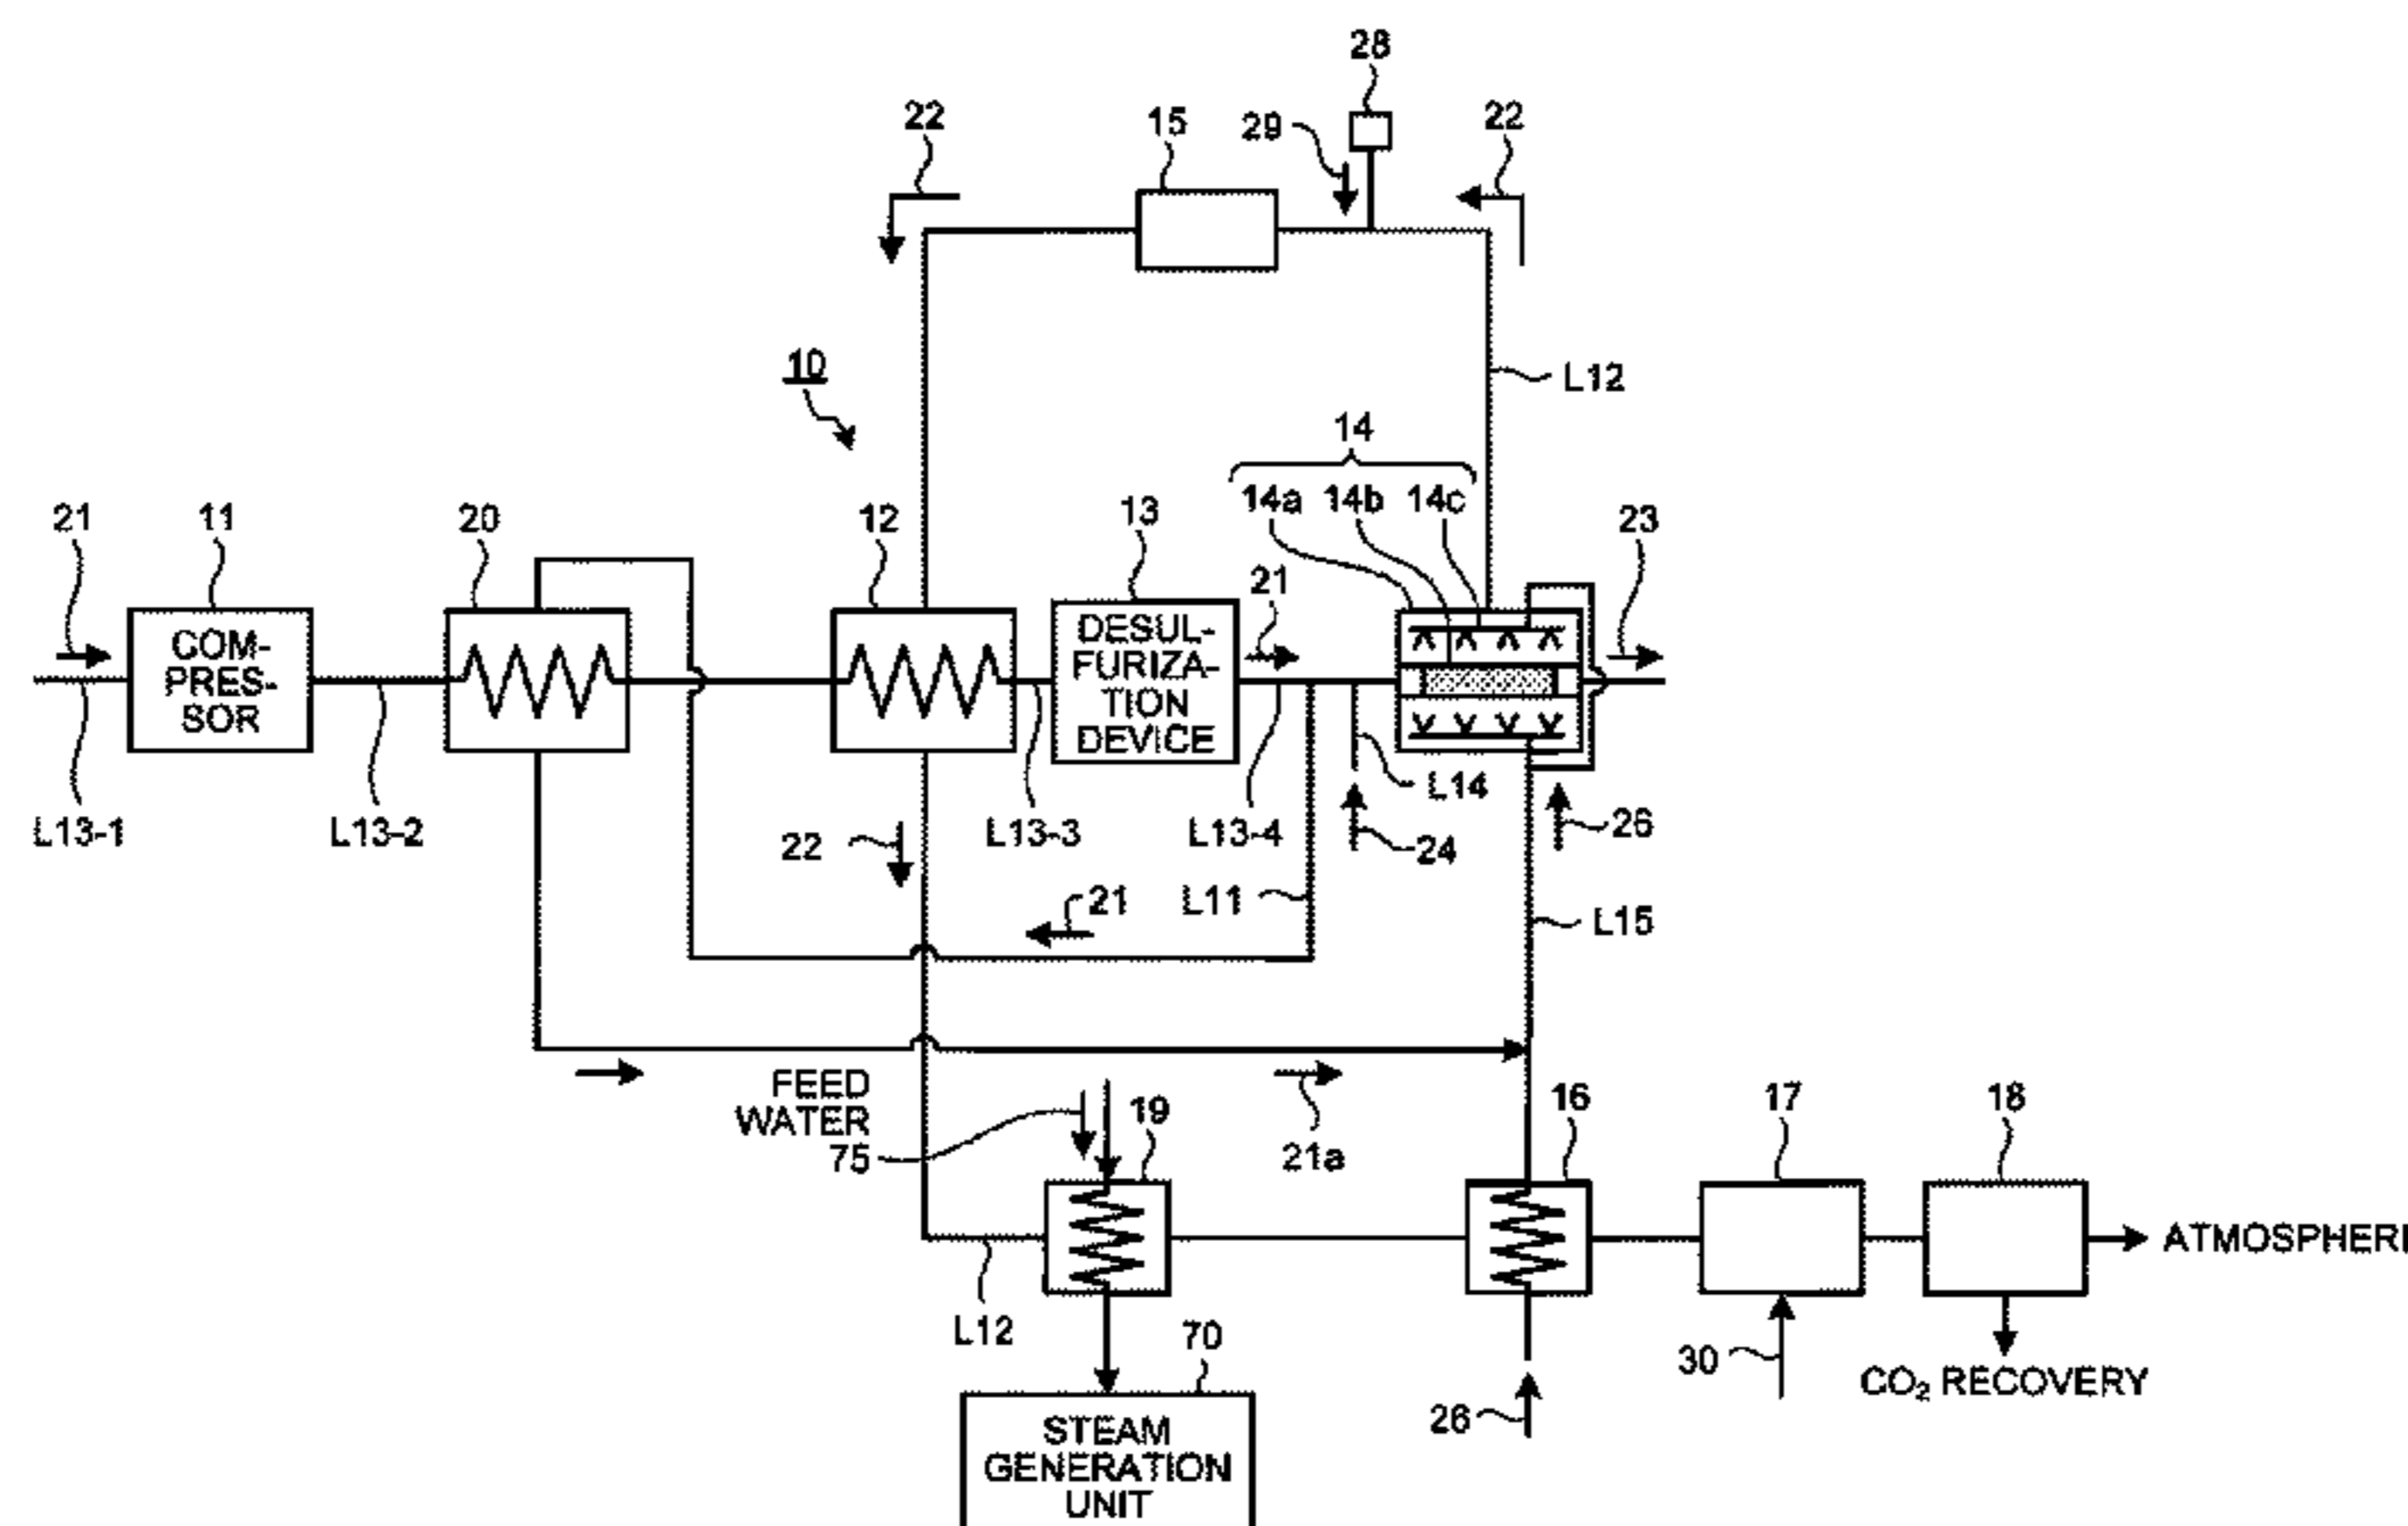 28
22
15
29
22
10
L12
14
14a
14b
14c
21
11
20
12
13
21
23
COM-
PRES-
SOR
DESUL-
FURIZA-
TION
DEVICE
L13-1
L13-2
22
L13-3
L13-4
L14
24
26
21
L11
L15
FEED
WATER
75
19
21a
16
17
18
ATMOSPHERE
L12
70
30
CO₂ RECOVERY
26
STEAM
GENERATION
UNIT